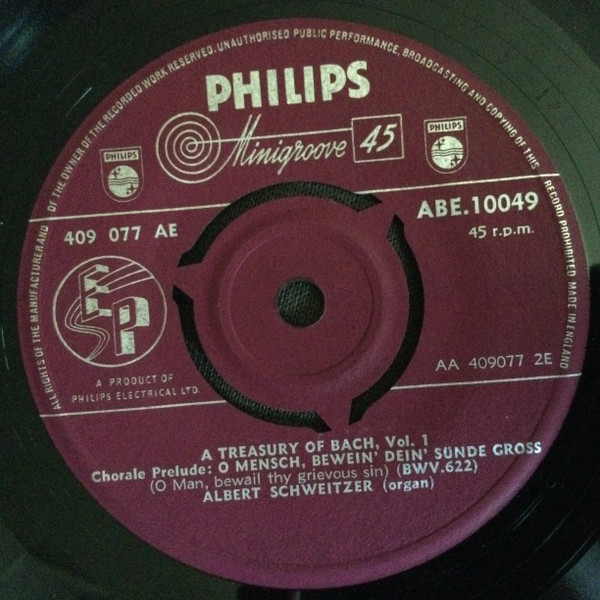 ALL RIGHTS OF THE MANUFACTURER AND OF THE OWNER OF THE RECORDED WORK RESERVED. UNAUTHORISED PUBLIC PERFORMANCE, BROADCASTING AND COPYING OF THIS RECORD PROHIBITED MADE IN ENGLAND
PHILIPS
Minigroove 45
PHILIPS
PHILIPS
409 077 AE
ABE.10049
45 r.p.m.
EP
AA 409077 2E
A PRODUCT OF
PHILIPS ELECTRICAL LTD.
A TREASURY OF BACH, Vol. 1
Chorale Prelude: O MENSCH, BEWEIN' DEIN' SÜNDE GROSS
(O Man, bewail thy grievous sin) (BWV.622)
ALBERT SCHWEITZER (organ)